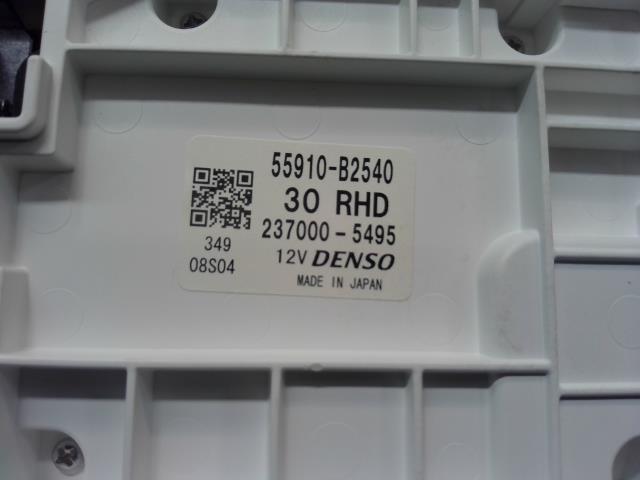 55910-B2540
30 RHD
237000-5495
349
12V DENSO
08S04
MADE IN JAPAN